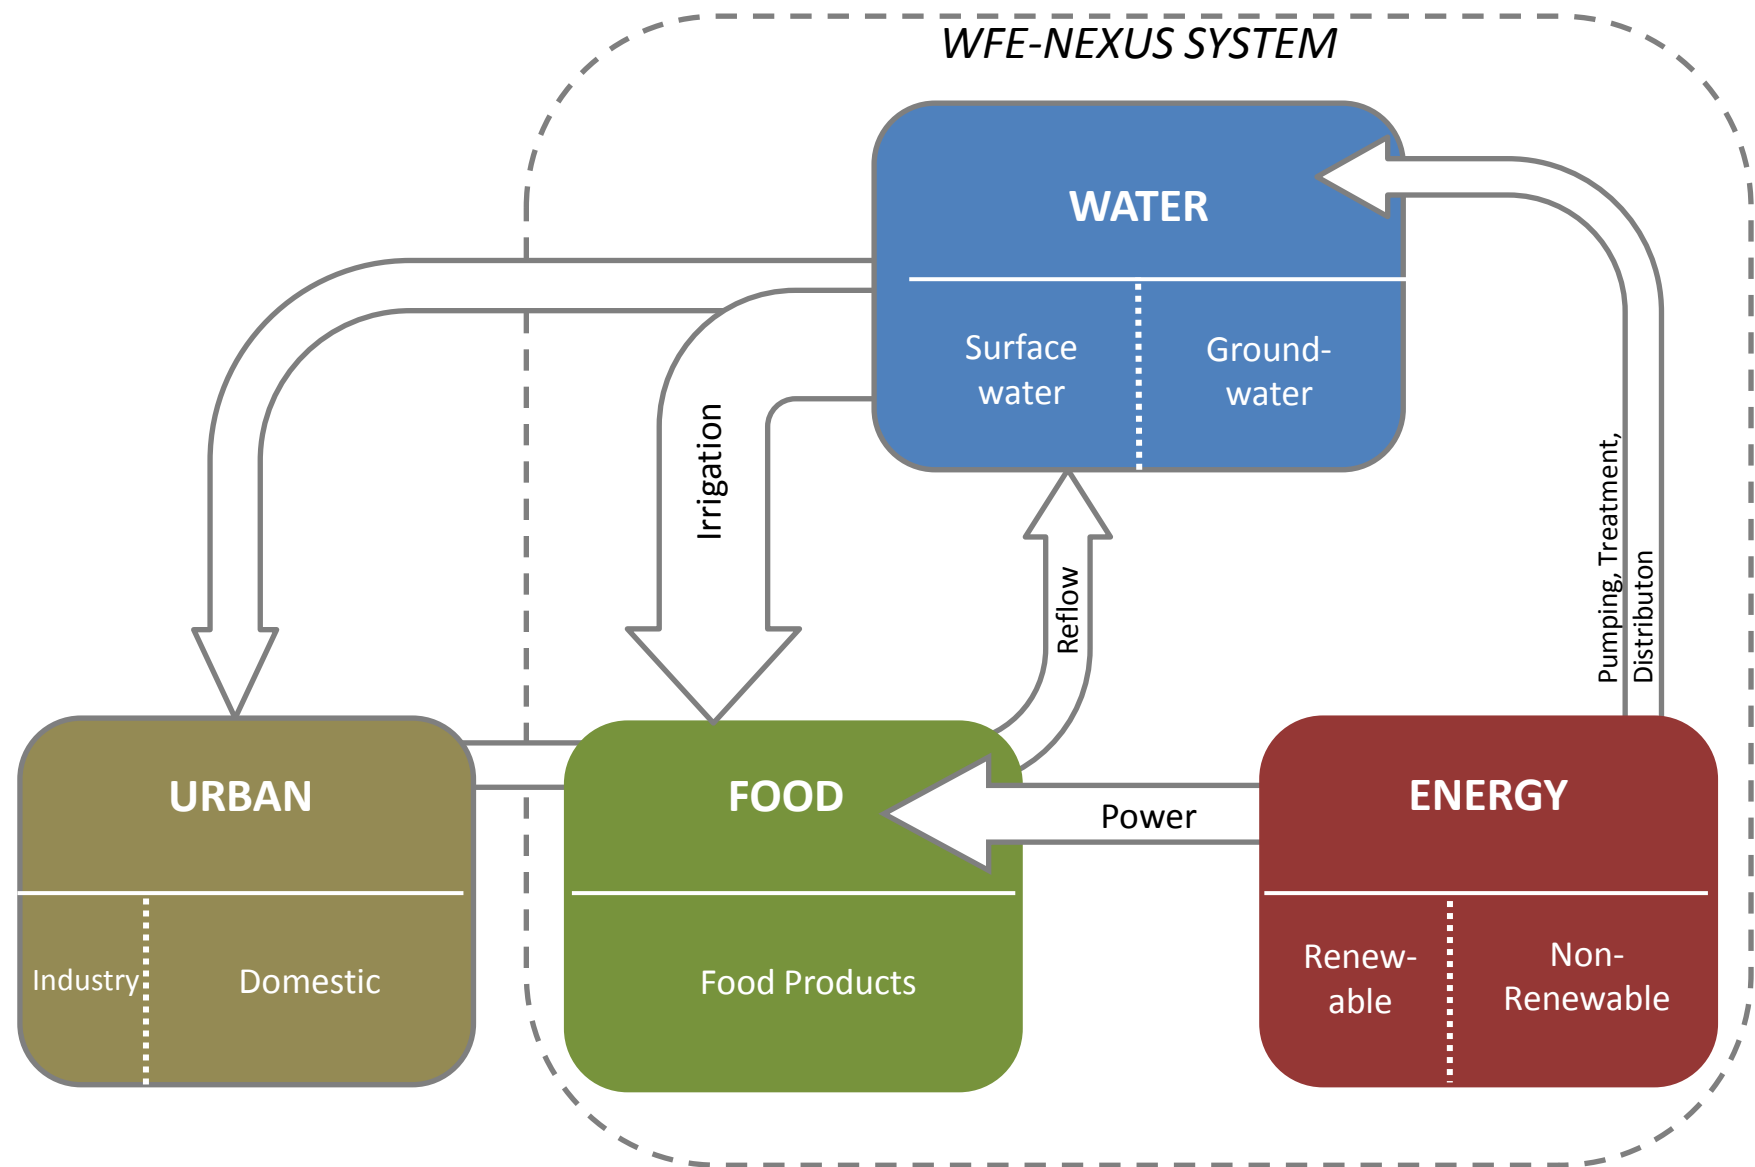 WFE-NEXUS SYSTEM
WATER
Surface
water
Ground-
water
Irrigation
Reflow
Pumping, Treatment,
Distributon
URBAN
Industry
Domestic
FOOD
Food Products
Power
ENERGY
Renew-
able
Non-
Renewable